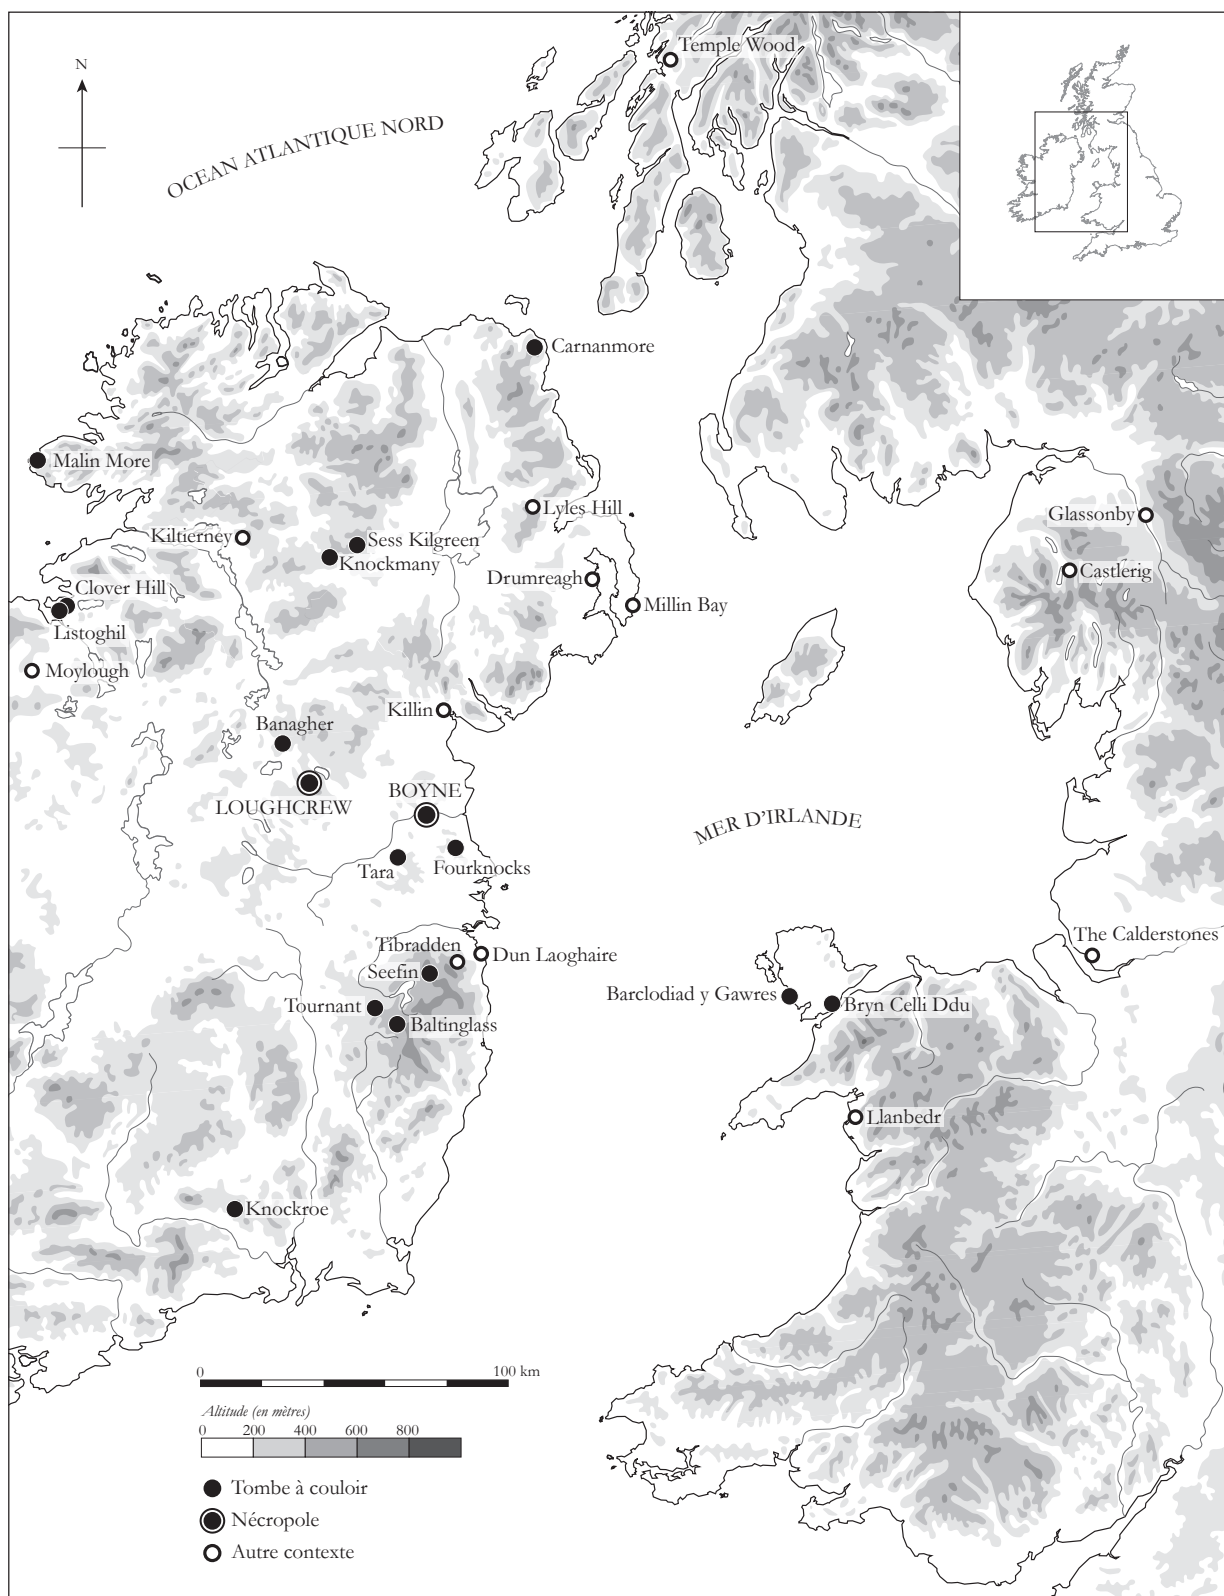 Temple Wood
N
OCEAN ATLANTIQUE NORD
Carnanmore
Malin More
Lyles Hill
Glassonby
Kiltierney
Sess Kilgreen
Knockmany
Castlerig
Drumreagh
Clover Hill
Millin Bay
Listoghil
Moylough
Killin
Banagher
BOYNE
LOUGHCREW
MER D'IRLANDE
Tara
Fourknocks
The Calderstones
Tibradden
Dun Laoghaire
Seefin
Barclodiad y Gawres
Bryn Celli Ddu
Tournant
Baltinglass
Llanbedr
Knockroe
0 100 km
Altitude (en mètres)
0 200 400 600 800
Tombe à couloir
Nécropole
Autre contexte